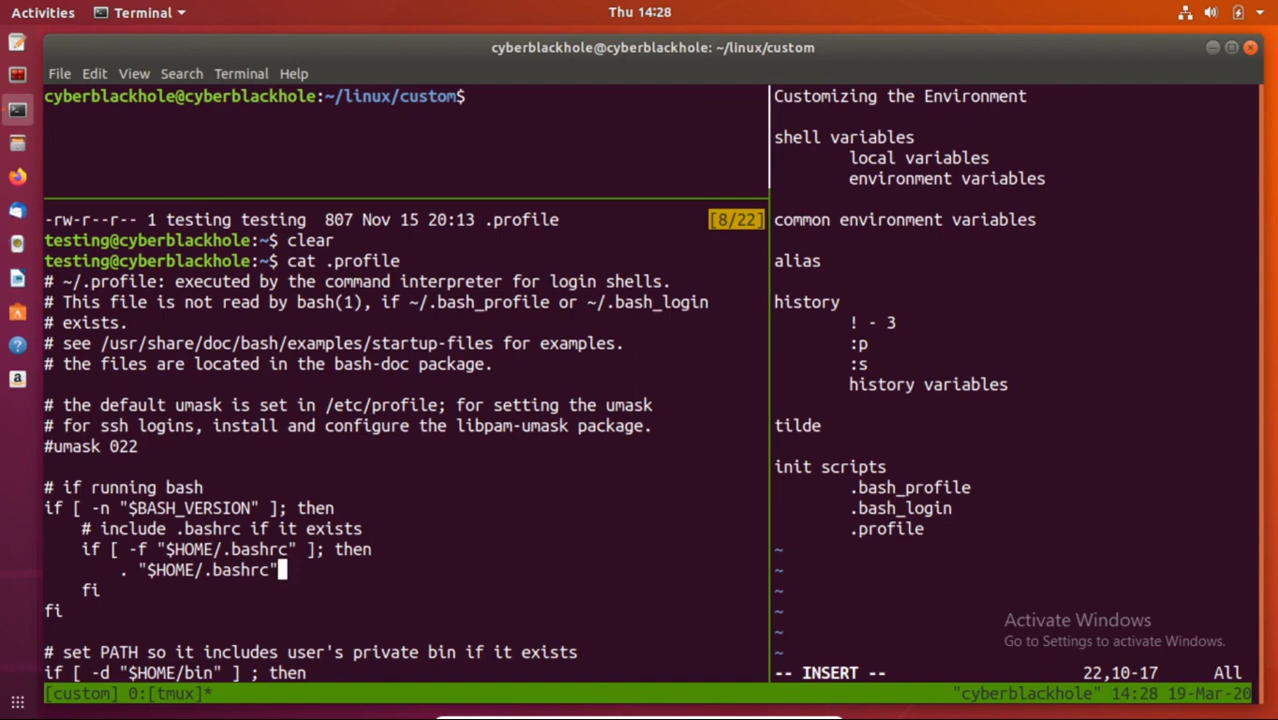 Activities Terminal Thu 14:28
cyberblackhole@cyberblackhole: ~/linux/custom
File Edit View Search Terminal Help
cyberblackhole@cyberblackhole:~/linux/custom$
-rw-r--r-- 1 testing testing  807 Nov 15 20:13 .profile [8/22]
testing@cyberblackhole:~$ clear
testing@cyberblackhole:~$ cat .profile
# ~/.profile: executed by the command interpreter for login shells.
# This file is not read by bash(1), if ~/.bash_profile or ~/.bash_login
# exists.
# see /usr/share/doc/bash/examples/startup-files for examples.
# the files are located in the bash-doc package.
# the default umask is set in /etc/profile; for setting the umask
# for ssh logins, install and configure the libpam-umask package.
#umask 022
# if running bash
if [ -n "$BASH_VERSION" ]; then
    # include .bashrc if it exists
    if [ -f "$HOME/.bashrc" ]; then
        . "$HOME/.bashrc"
    fi
fi
# set PATH so it includes user's private bin if it exists
if [ -d "$HOME/bin" ] ; then
Customizing the Environment
shell variables
        local variables
        environment variables
common environment variables
alias
history
        ! - 3
        :p
        :s
        history variables
tilde
init scripts
        .bash_profile
        .bash_login
        .profile
~
~
~
~
~
~
Activate Windows
Go to Settings to activate Windows.
-- INSERT -- 22,10-17 All
[custom] 0:[tmux]* "cyberblackhole" 14:28 19-Mar-20